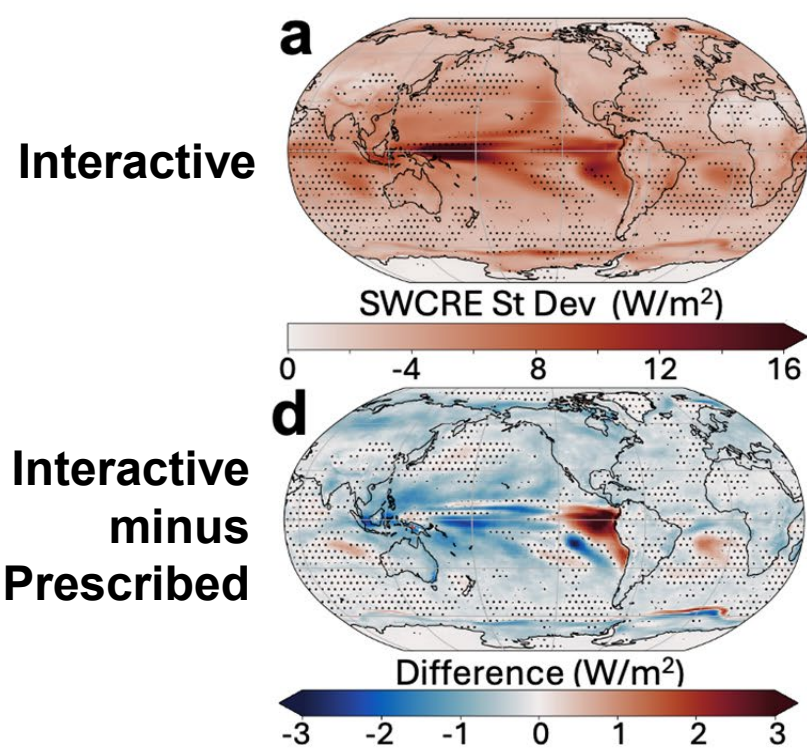 a
Interactive
SWCRE St Dev (W/m²)
0 -4 8 12 16
d
Interactive
minus
Prescribed
Difference (W/m²)
-3 -2 -1 0 1 2 3